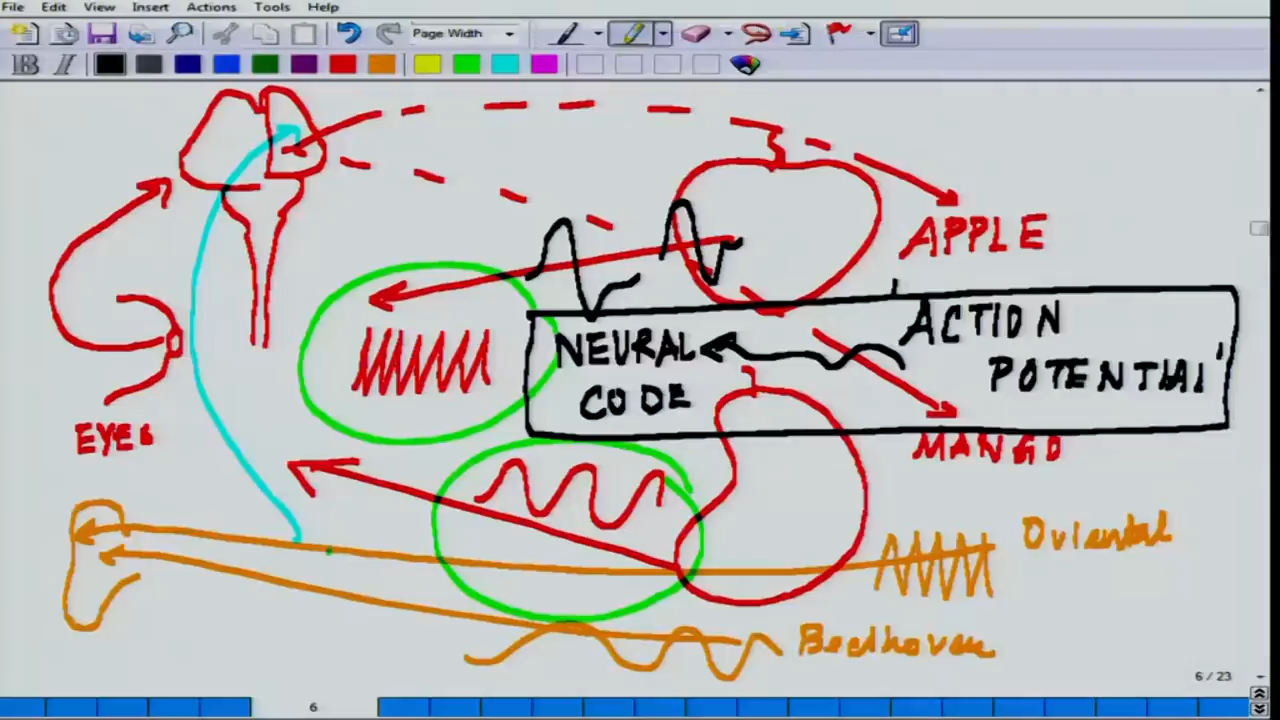 File Edit View Insert Actions Tools Help
Page Width
B I
APPLE
ACTION
POTENTIAL
NEURAL
CODE
EYES
MANGO
Oriental
Beethoven
6 / 23
6